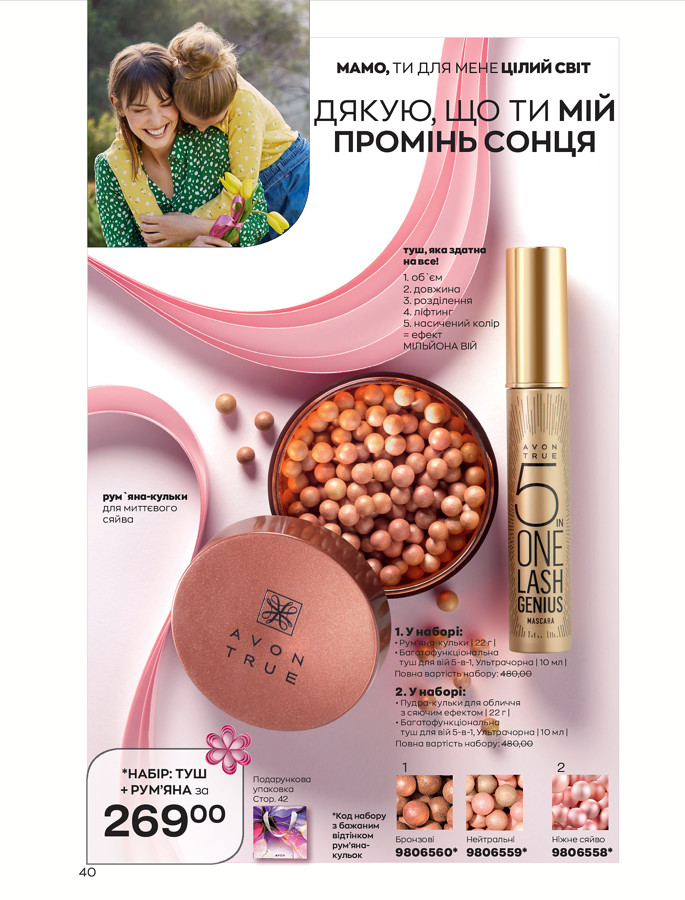 МАМО, ТИ ДЛЯ МЕНЕ ЦІЛИЙ СВІТ
ДЯКУЮ, ЩО ТИ МІЙ
ПРОМІНЬ СОНЦЯ
туш, яка здатна
на все!
1. об`єм
2. довжина
3. розділення
4. ліфтинг
5. насичений колір
= ефект
МІЛЬЙОНА ВІЙ
AVON
TRUE
5
IN
ONE
LASH
GENIUS
MASCARA
рум`яна-кульки
для миттєвого
сяйва
AVON
TRUE
1. У наборі:
• Рум'яна-кульки | 22 г |
• Багатофункціональна
туш для вій 5-в-1, Ультрачорна | 10 мл |
Повна вартість набору: 480,00
2. У наборі:
• Пудра-кульки для обличчя
з сяючим ефектом | 22 г |
• Багатофункціональна
туш для вій 5-в-1, Ультрачорна | 10 мл |
Повна вартість набору: 480,00
*НАБІР: ТУШ
+ РУМ'ЯНА за
269⁰⁰
Подарункова
упаковка
Стор. 42
AVON
*Код набору
з бажаним
відтінком
рум'яна-
кульок
1
Бронзові
9806560*
Нейтральні
9806559*
2
Ніжне сяйво
9806558*
40